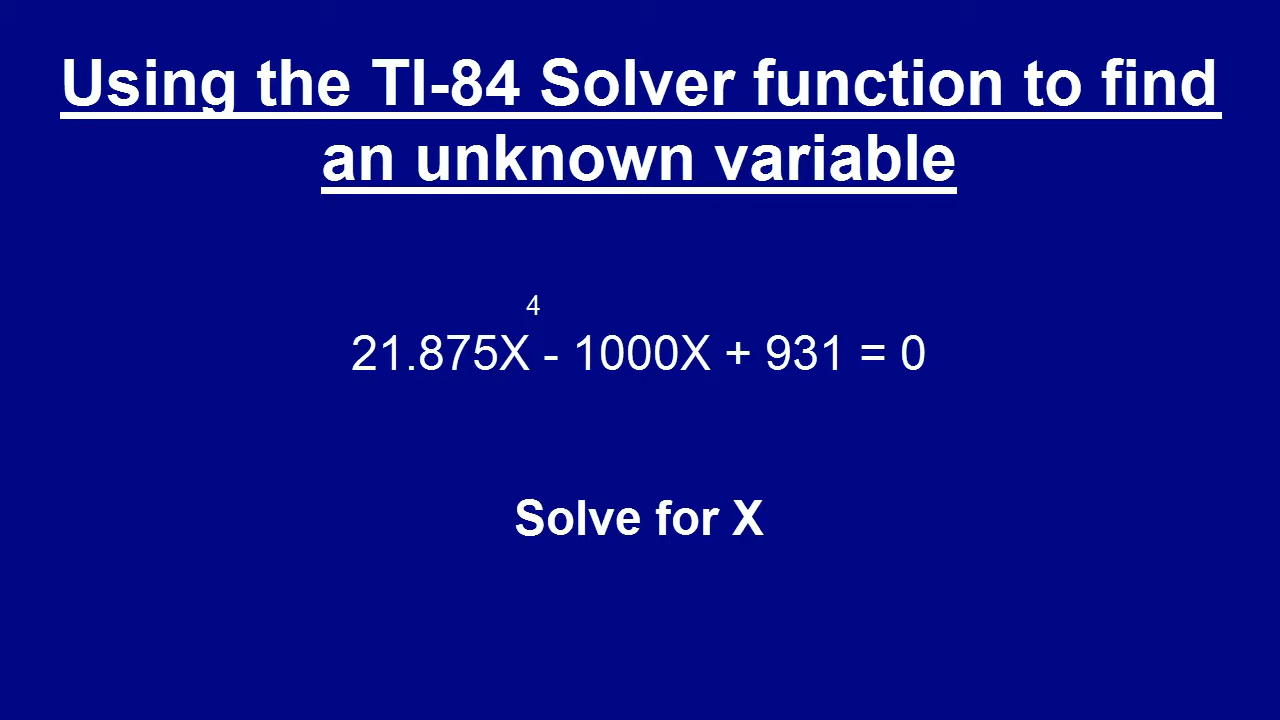 Using the TI-84 Solver function to find
an unknown variable
4
21.875X - 1000X + 931 = 0
Solve for X